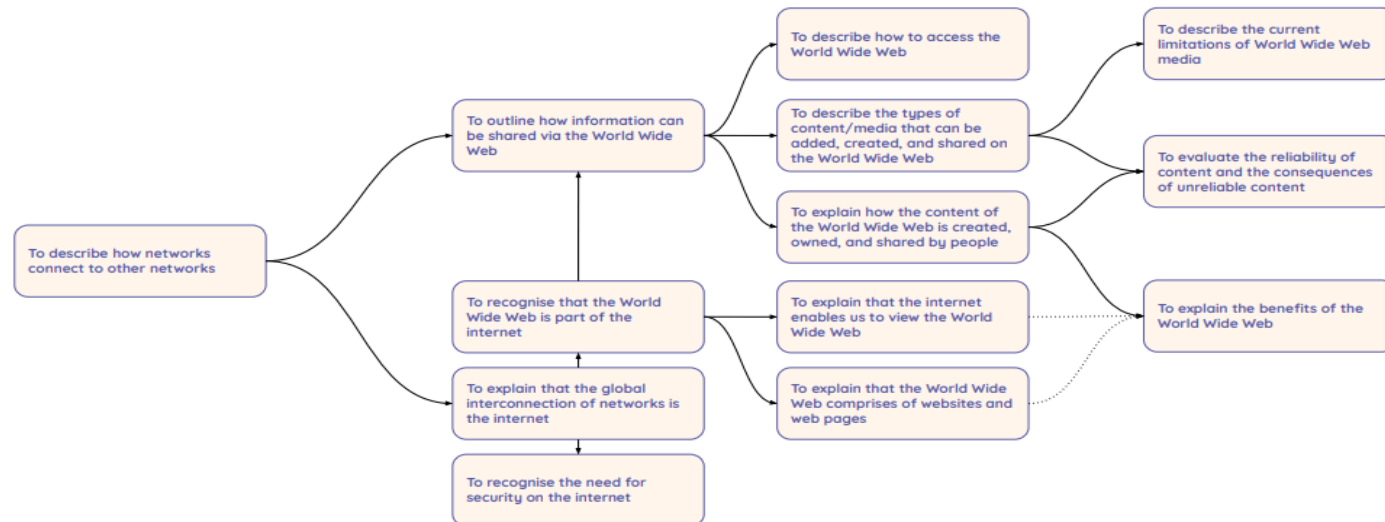 To describe how networks
connect to other networks
To outline how information can
be shared via the World Wide
Web
To recognise that the World
Wide Web is part of the
internet
To explain that the global
interconnection of networks is
the internet
To recognise the need for
security on the internet
To describe how to access the
World Wide Web
To describe the types of
content/media that can be
added, created, and shared on
the World Wide Web
To explain how the content of
the World Wide Web is created,
owned, and shared by people
To explain that the internet
enables us to view the World
Wide Web
To explain that the World Wide
Web comprises of websites and
web pages
To describe the current
limitations of World Wide Web
media
To evaluate the reliability of
content and the consequences
of unreliable content
To explain the benefits of the
World Wide Web